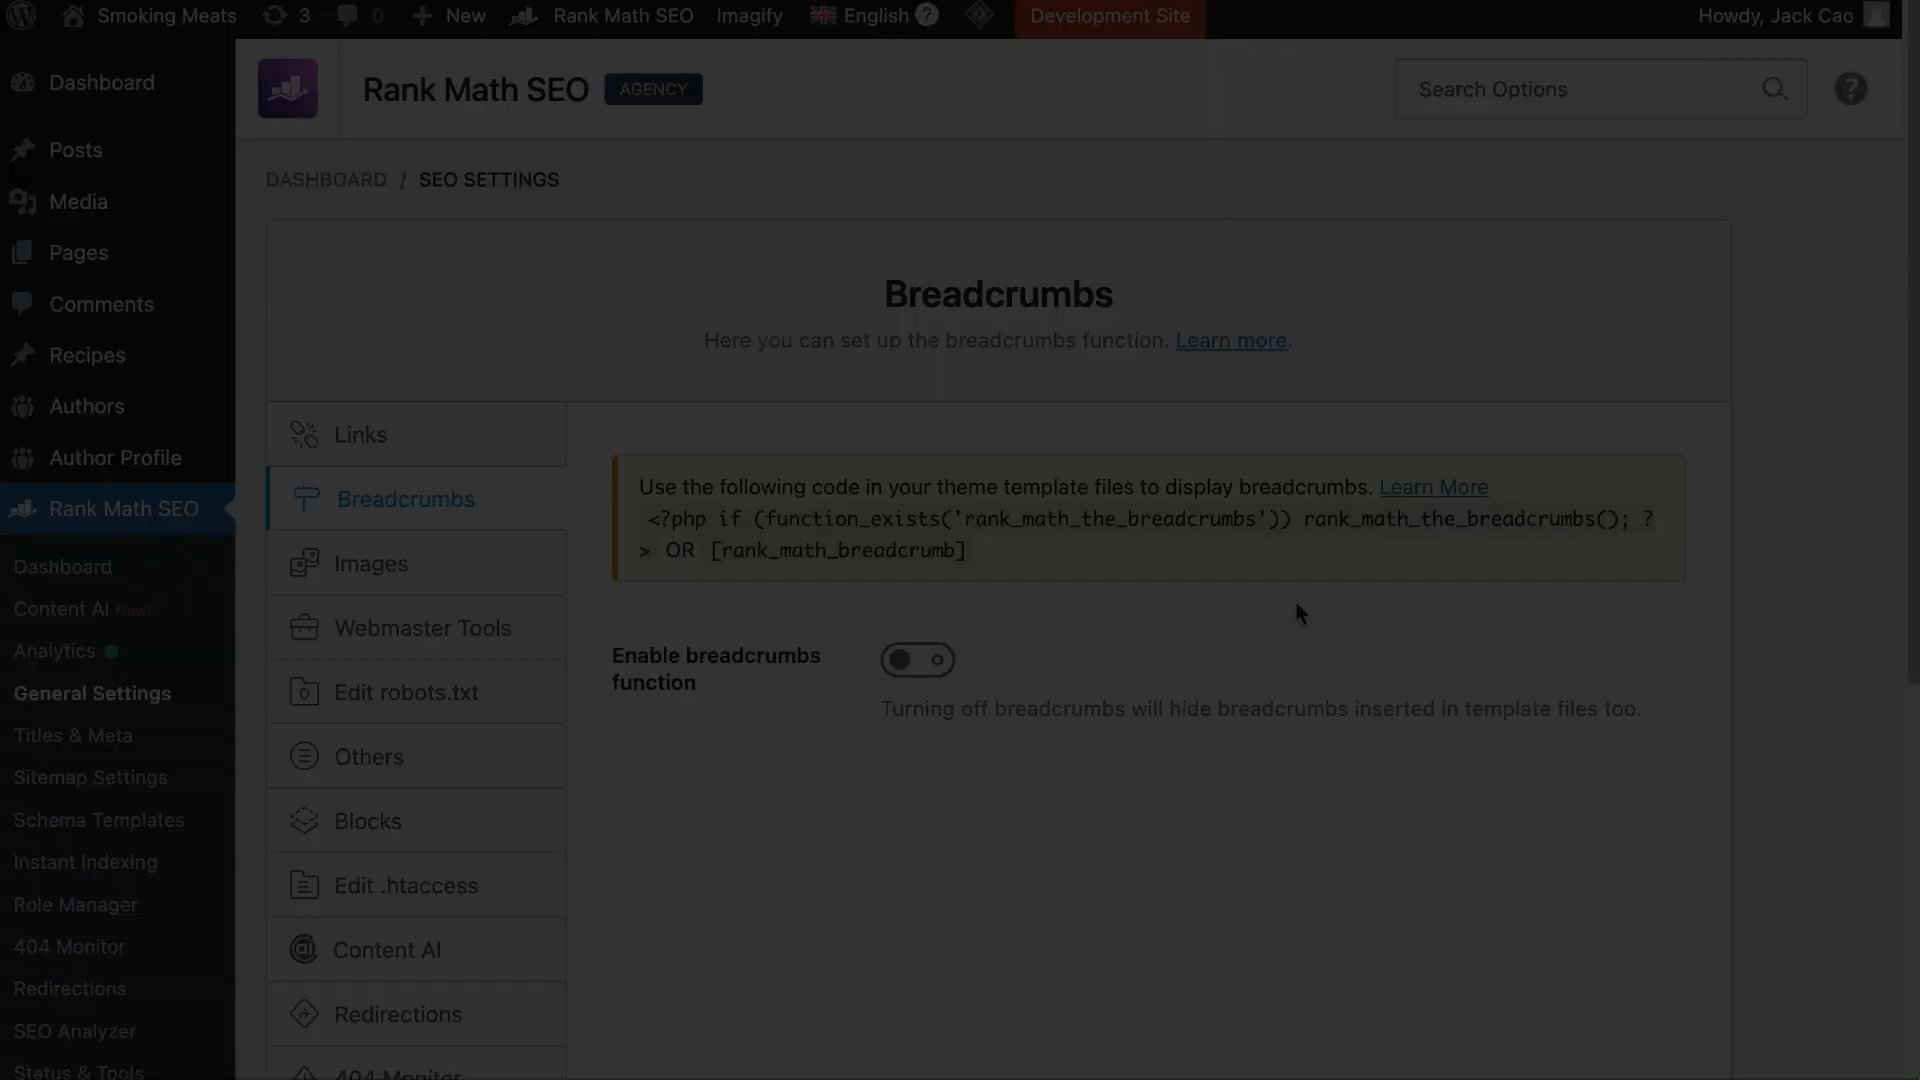 Smoking Meats
3
0
New
Rank Math SEO
Imagify
English
?
Development Site
Howdy, Jack Cao
Dashboard
Posts
Media
Pages
Comments
Recipes
Authors
Author Profile
Rank Math SEO
Dashboard
Content AI New!
Analytics
General Settings
Titles & Meta
Sitemap Settings
Schema Templates
Instant Indexing
Role Manager
404 Monitor
Redirections
SEO Analyzer
Status & Tools
Rank Math SEO
AGENCY
Search Options
?
DASHBOARD / SEO SETTINGS
Breadcrumbs
Here you can set up the breadcrumbs function. Learn more.
Links
Breadcrumbs
Images
Webmaster Tools
Edit robots.txt
Others
Blocks
Edit .htaccess
Content AI
Redirections
404 Monitor
Use the following code in your theme template files to display breadcrumbs. Learn More
<?php if (function_exists('rank_math_the_breadcrumbs')) rank_math_the_breadcrumbs(); ?
> OR [rank_math_breadcrumb]
Enable breadcrumbs
function
Turning off breadcrumbs will hide breadcrumbs inserted in template files too.